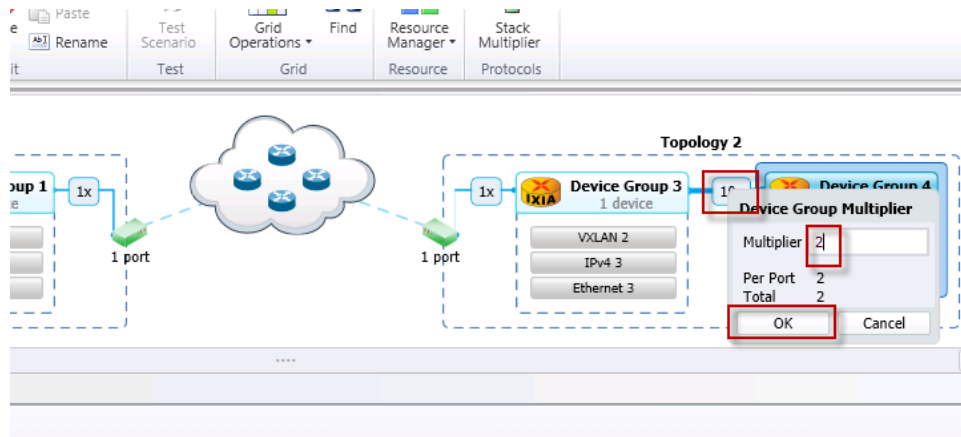 Paste
Rename
Test Scenario
Grid Operations
Find
Resource Manager
Stack Multiplier
Test
Grid
Resource
Protocols
Topology 2
1x
1 port
1 port
1x
IXIA
Device Group 3
1 device
VXLAN 2
IPv4 3
Ethernet 3
Device Group 4
Device Group Multiplier
Multiplier 2
Per Port 2
Total 2
OK Cancel